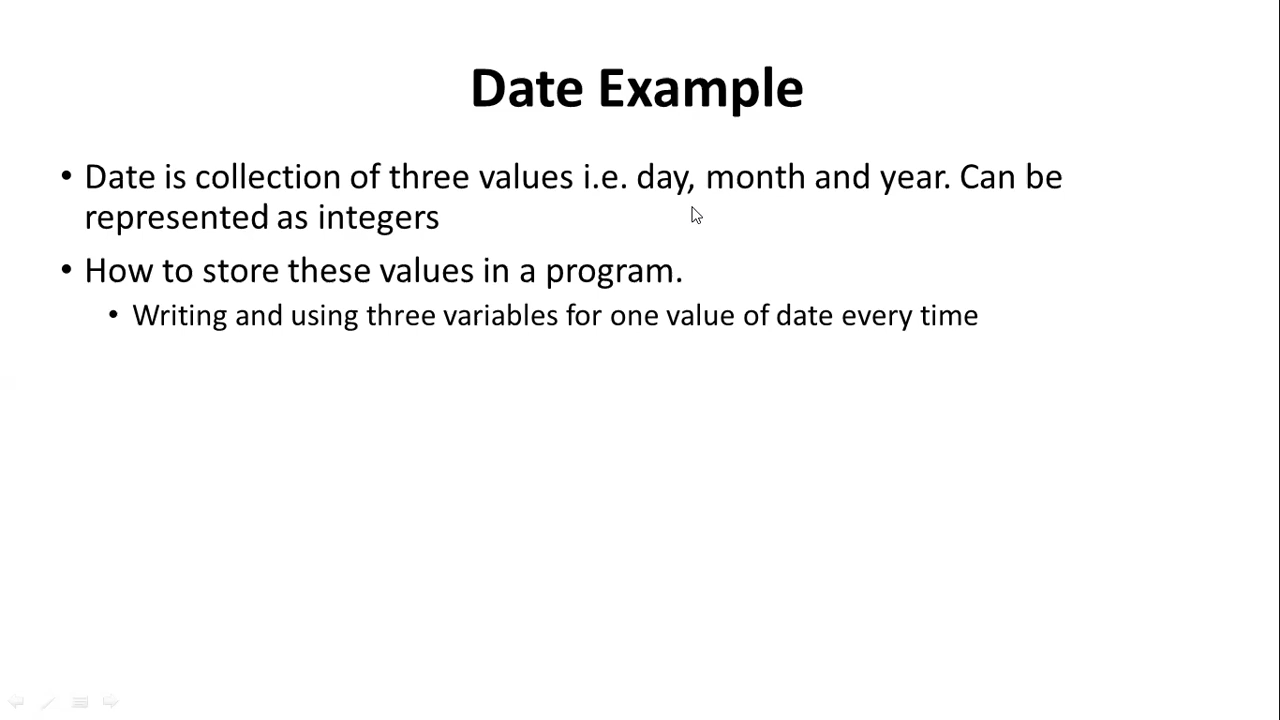 Date Example
• Date is collection of three values i.e. day, month and year. Can be
represented as integers
• How to store these values in a program.
• Writing and using three variables for one value of date every time